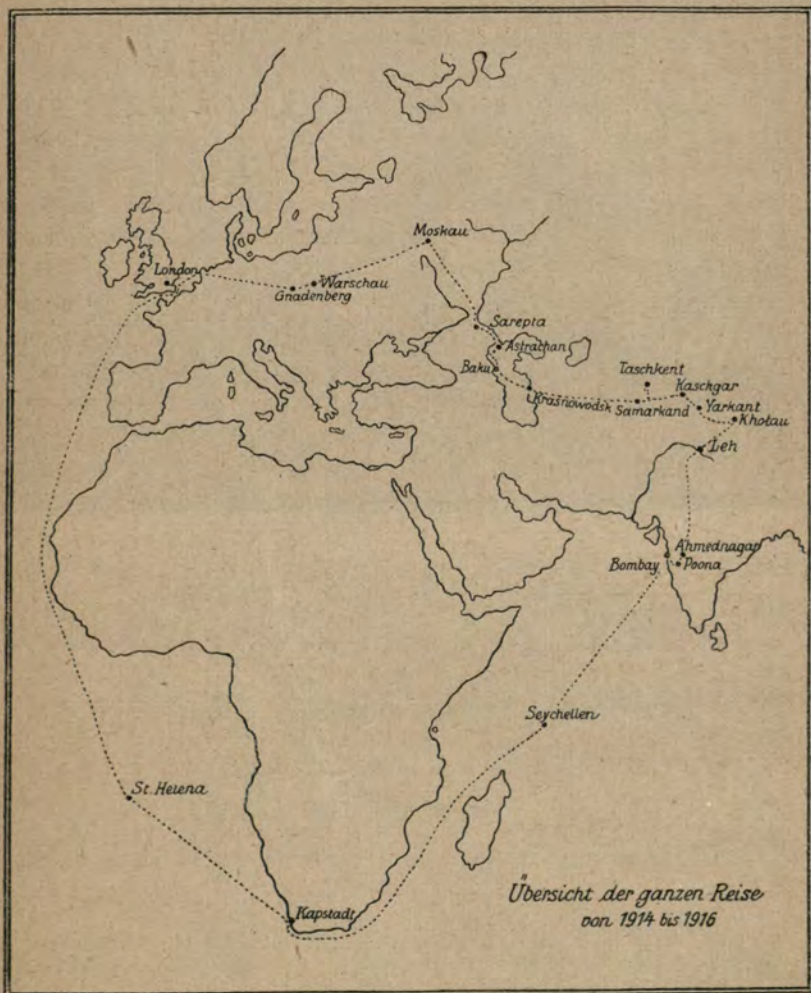 Moskau
London
Warschau
Gnadenberg
Sarepta
Astrachan
Baku
Taschkent
Kaschgar
Krasnowodsk
Samarkand
Yarkant
Khotau
Leh
Ahmednagar
Bombay
Poona
Seychellen
St. Helena
Kapstadt
Übersicht der ganzen Reise
von 1914 bis 1916